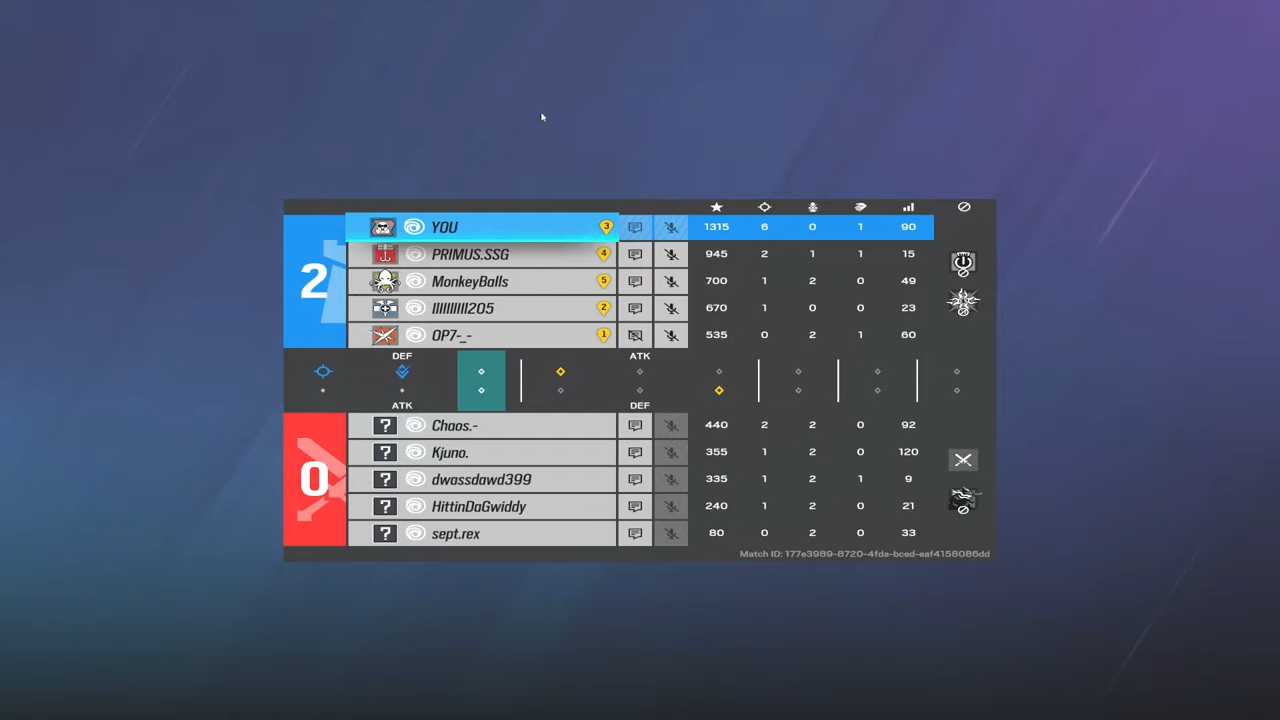 YOU 3 1315 6 0 1 90
PRIMUS.SSG 4 945 2 1 1 15
2
MonkeyBalls 5 700 1 2 0 49
IIIIIIIIII205 2 670 1 0 0 23
OP7-_- 1 535 0 2 1 60
DEF ATK
ATK DEF
Chaos.- 440 2 2 0 92
? Kjuno. 355 1 2 0 120
0
? dwassdawd399 335 1 2 1 9
? HittinDaGwiddy 240 1 2 0 21
? sept.rex 80 0 2 0 33
Match ID: 177e3989-8720-4fda-bced-eaf4158086dd